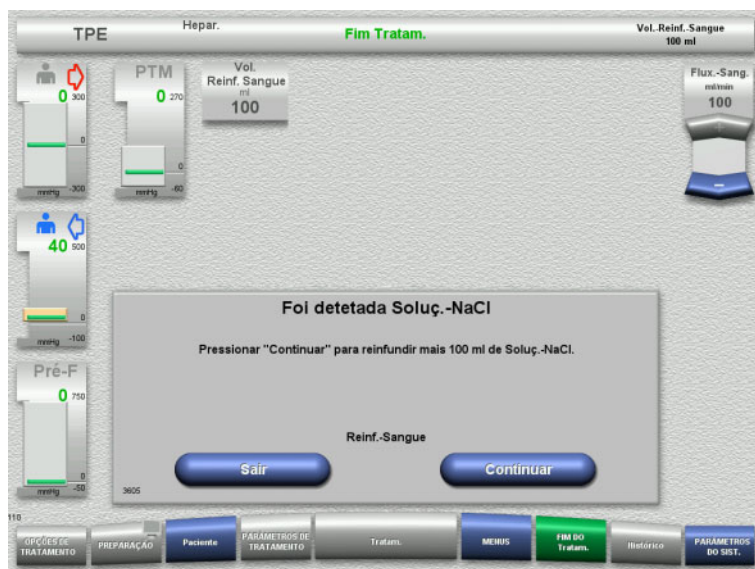 TPE
Hepar.
Fim Tratam.
Vol.-Reinf.-Sangue
100 ml
0
300
0
mmHg
-300
PTM
0
270
0
mmHg
-60
Vol.
Reinf. Sangue
ml
100
Flux.-Sang.
ml/min
100
+
-
40
500
0
mmHg
-100
Pré-F
0
750
0
mmHg
-50
Foi detetada Soluç.-NaCl
Pressionar "Continuar" para reinfundir mais 100 ml de Soluç.-NaCl.
Reinf.-Sangue
Sair
Continuar
3605
110
OPÇÕES DE
TRATAMENTO
PREPARAÇÃO
Paciente
PARÂMETROS DE
TRATAMENTO
Tratam.
MENUS
FIM DO
Tratam.
Histórico
PARÂMETROS
DO SIST.